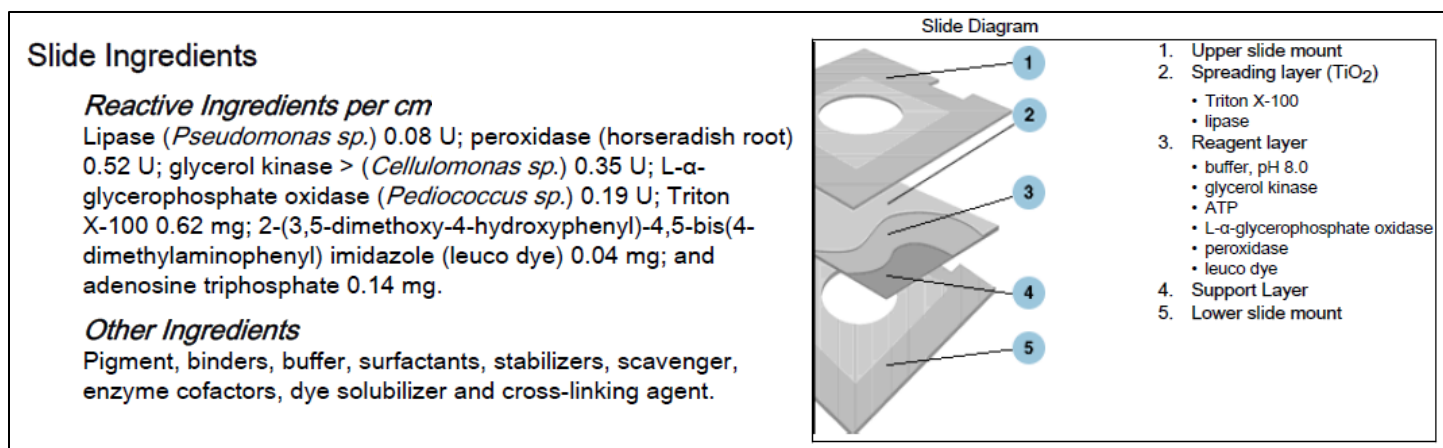 Slide Ingredients
Reactive Ingredients per cm
Lipase (Pseudomonas sp.) 0.08 U; peroxidase (horseradish root)
0.52 U; glycerol kinase > (Cellulomonas sp.) 0.35 U; L-α-
glycerophosphate oxidase (Pediococcus sp.) 0.19 U; Triton
X-100 0.62 mg; 2-(3,5-dimethoxy-4-hydroxyphenyl)-4,5-bis(4-
dimethylaminophenyl) imidazole (leuco dye) 0.04 mg; and
adenosine triphosphate 0.14 mg.
Other Ingredients
Pigment, binders, buffer, surfactants, stabilizers, scavenger,
enzyme cofactors, dye solubilizer and cross-linking agent.
Slide Diagram
1
2
3
4
5
1. Upper slide mount
2. Spreading layer (TiO2)
• Triton X-100
• lipase
3. Reagent layer
• buffer, pH 8.0
• glycerol kinase
• ATP
• L-α-glycerophosphate oxidase
• peroxidase
• leuco dye
4. Support Layer
5. Lower slide mount